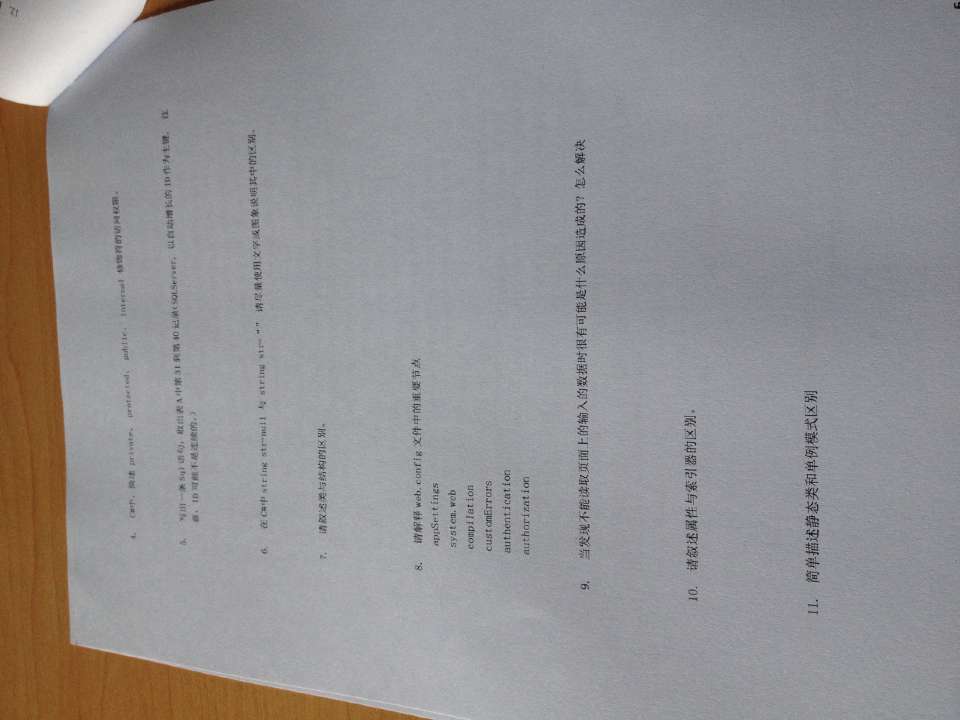 12.
4. C#中,简述 private、 protected、 public、 internal 修饰符的访问权限。
5. 写出一条 Sql 语句:取出表 A 中第 31 到第 40 记录(SQLServer, 以自动增长的 ID 作为主键, 注
意:ID 可能不是连续的。)
6. 在 C#中 string str=null 与 string str="" 请尽量使用文字或图象说明其中的区别。
7. 请叙述类与结构的区别。
8. 请解释 web.config 文件中的重要节点
appSettings
system.web
compilation
customErrors
authentication
authorization
9. 当发现不能读取页面上的输入的数据时很有可能是什么原因造成的?怎么解决
10. 请叙述属性与索引器的区别。
11. 简单描述静态类和单例模式区别